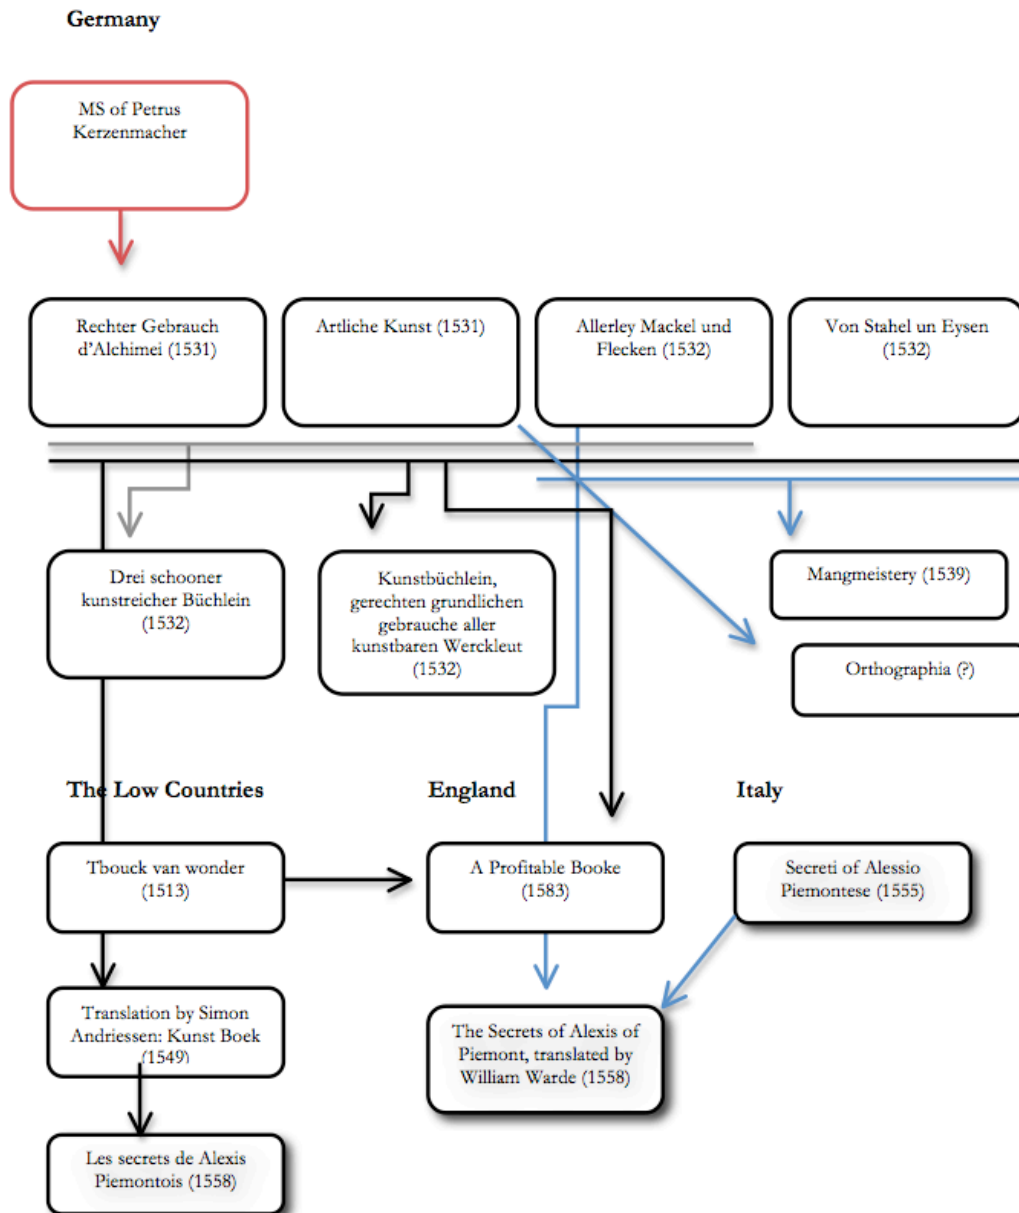 Germany
MS of Petrus
Kerzenmacher
Rechter Gebrauch
d’Alchimei (1531)
Artliche Kunst (1531)
Allerley Mackel und
Flecken (1532)
Von Stahel un Eysen
(1532)
Drei schooner
kunstreicher Büchlein
(1532)
Kunstbüchlein,
gerechten grundlichen
gebrauche aller
kunstbaren Werckleut
(1532)
Mangmeistery (1539)
Orthographia (?)
The Low Countries
England
Italy
Tbouck van wonder
(1513)
A Profitable Booke
(1583)
Secreti of Alessio
Piemontese (1555)
Translation by Simon
Andriessen: Kunst Boek
(1549)
The Secrets of Alexis of
Piemont, translated by
William Warde (1558)
Les secrets de Alexis
Piemontois (1558)